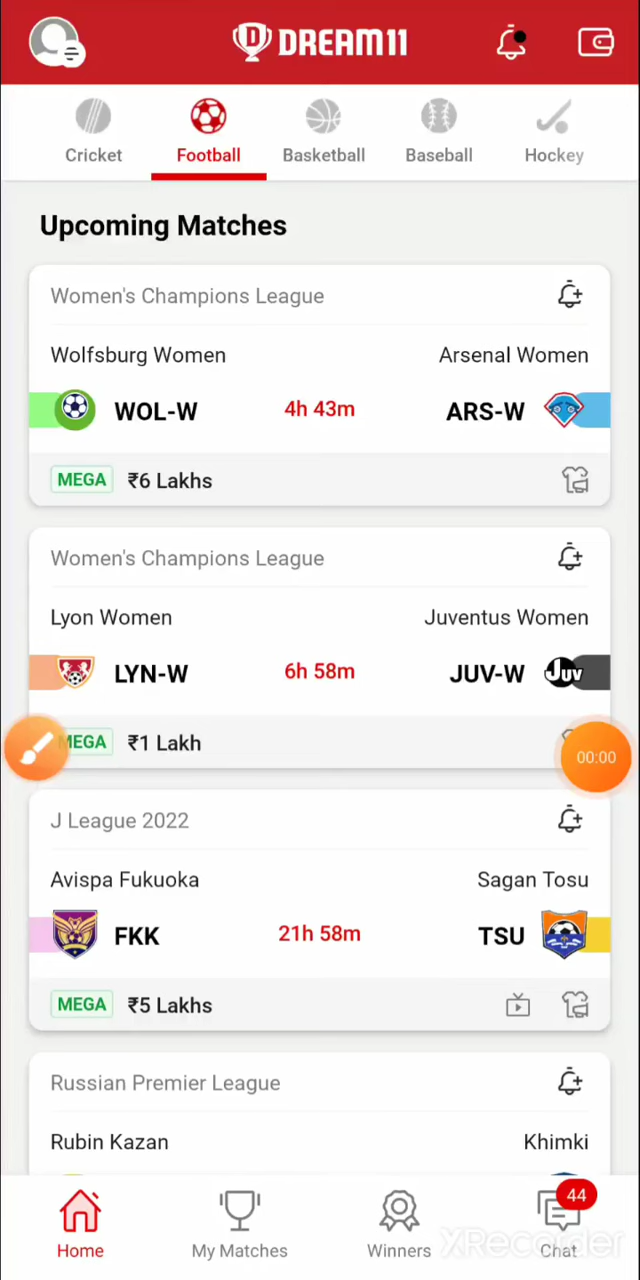 DREAM11
Cricket Football Basketball Baseball Hockey
Upcoming Matches
Women's Champions League
Wolfsburg Women Arsenal Women
WOL-W 4h 43m ARS-W
MEGA ₹6 Lakhs
Women's Champions League
Lyon Women Juventus Women
LYN-W 6h 58m JUV-W JUV
MEGA ₹1 Lakh 00:00
J League 2022
Avispa Fukuoka Sagan Tosu
FKK 21h 58m TSU
MEGA ₹5 Lakhs
Russian Premier League
Rubin Kazan Khimki
44
Home My Matches Winners Chat
XRecorder